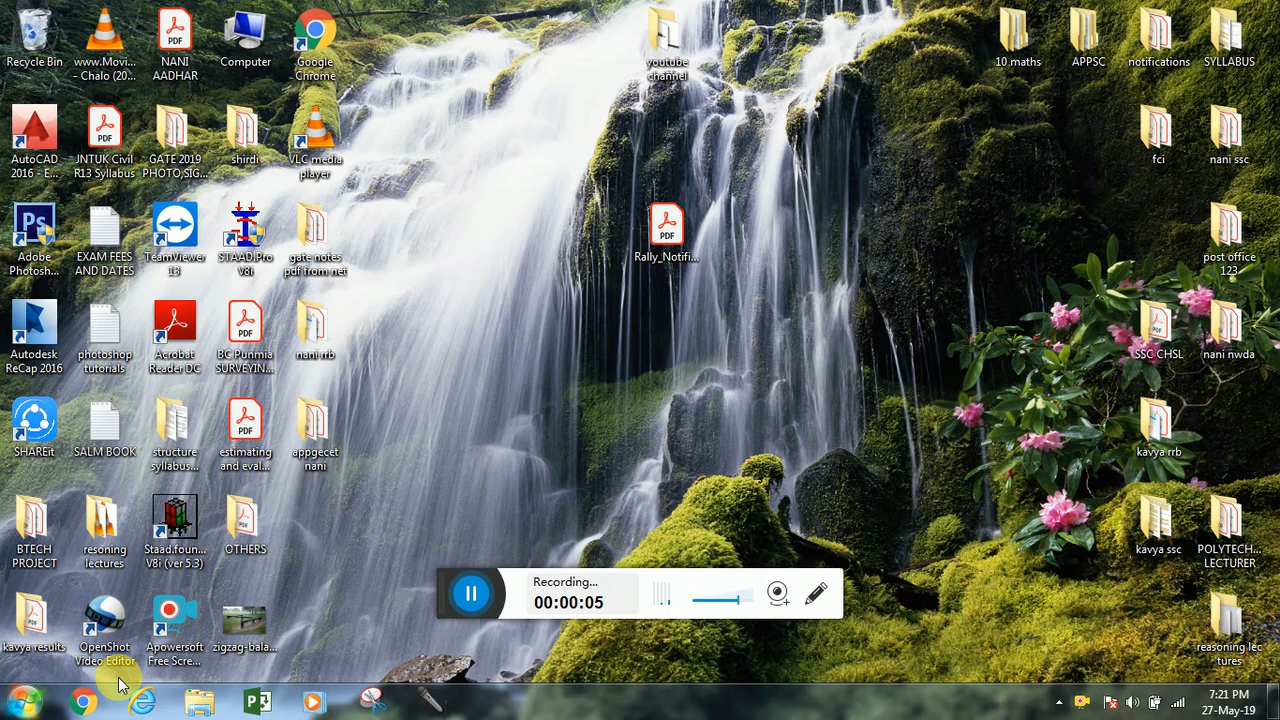 Recycle Bin
www.Movi...
- Chalo (20...
NANI
AADHAR
Computer
Google
Chrome
youtube
channel
10 maths
APPSC
notifications
SYLLABUS
AutoCAD
2016 - E...
JNTUK Civil
R13 Syllabus
GATE 2019
PHOTO,SIG...
shirdi
VLC media
player
fci
nani ssc
Adobe
Photosh...
EXAM FEES
AND DATES
TeamViewer
13
STAAD.Pro
V8i
gate notes
pdf from net
Rally_Notifi...
post office
123
Autodesk
ReCap 2016
photoshop
tutorials
Acrobat
Reader DC
BC Punmia
SURVEYIN...
nani rrb
SSC CHSL
nani nwda
SHAREit
SALM BOOK
structure
syllabus...
estimating
and eval...
appgecet
nani
kavya rrb
BTECH
PROJECT
resoning
lectures
Staad.foun...
V8i (ver 5.3)
OTHERS
kavya ssc
POLYTECH...
LECTURER
Recording...
00:00:05
kavya results
OpenShot
Video Editor
Apowersoft
Free Scre...
zigzag-bala...
reasoning lec
tures
7:21 PM
27-May-19